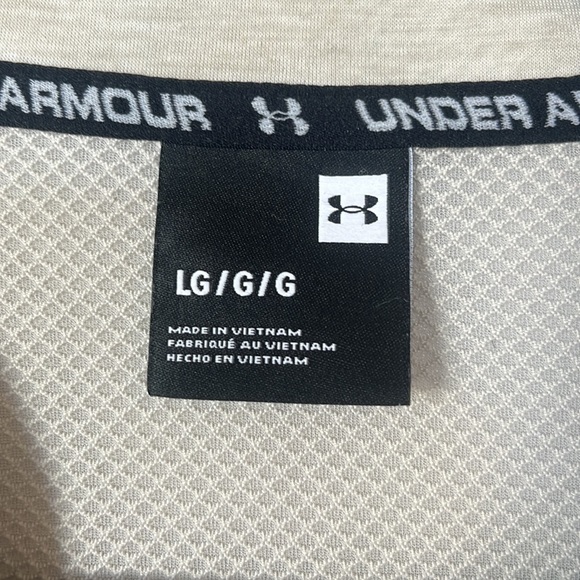 ARMOUR UNDER A
LG/G/G
MADE IN VIETNAM
FABRIQUÉ AU VIETNAM
HECHO EN VIETNAM